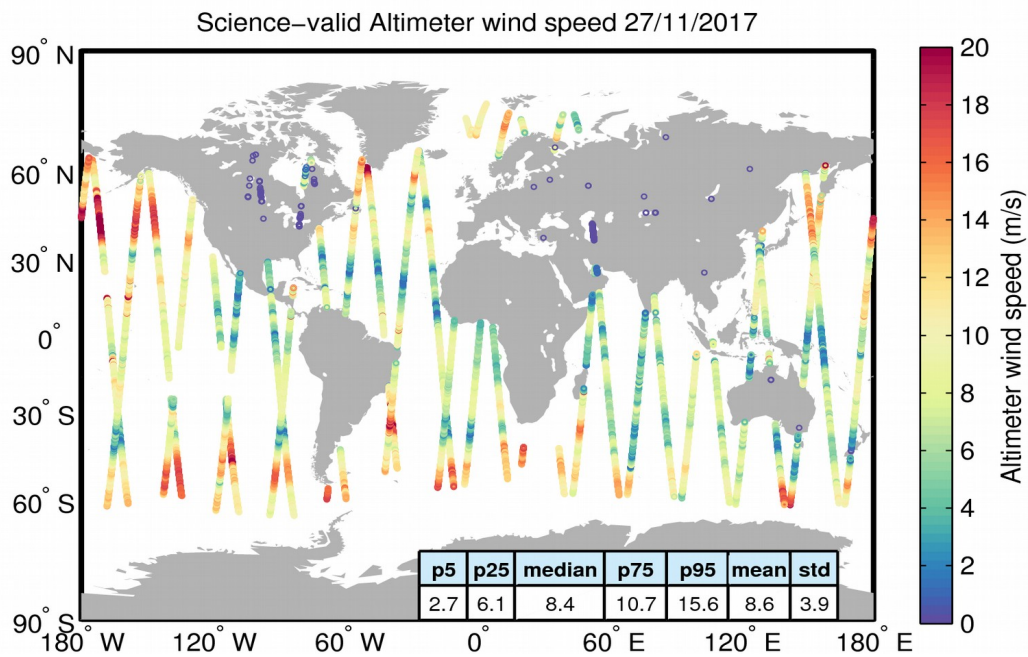 Science−valid Altimeter wind speed 27/11/2017
90° N
60° N
30° N
0°
30° S
60° S
90° S
180° W
120° W
60° W
0°
60° E
120° E
180° E
p5 p25 median p75 p95 mean std
2.7 6.1 8.4 10.7 15.6 8.6 3.9
20
18
16
14
12
10
8
6
4
2
0
Altimeter wind speed (m/s)